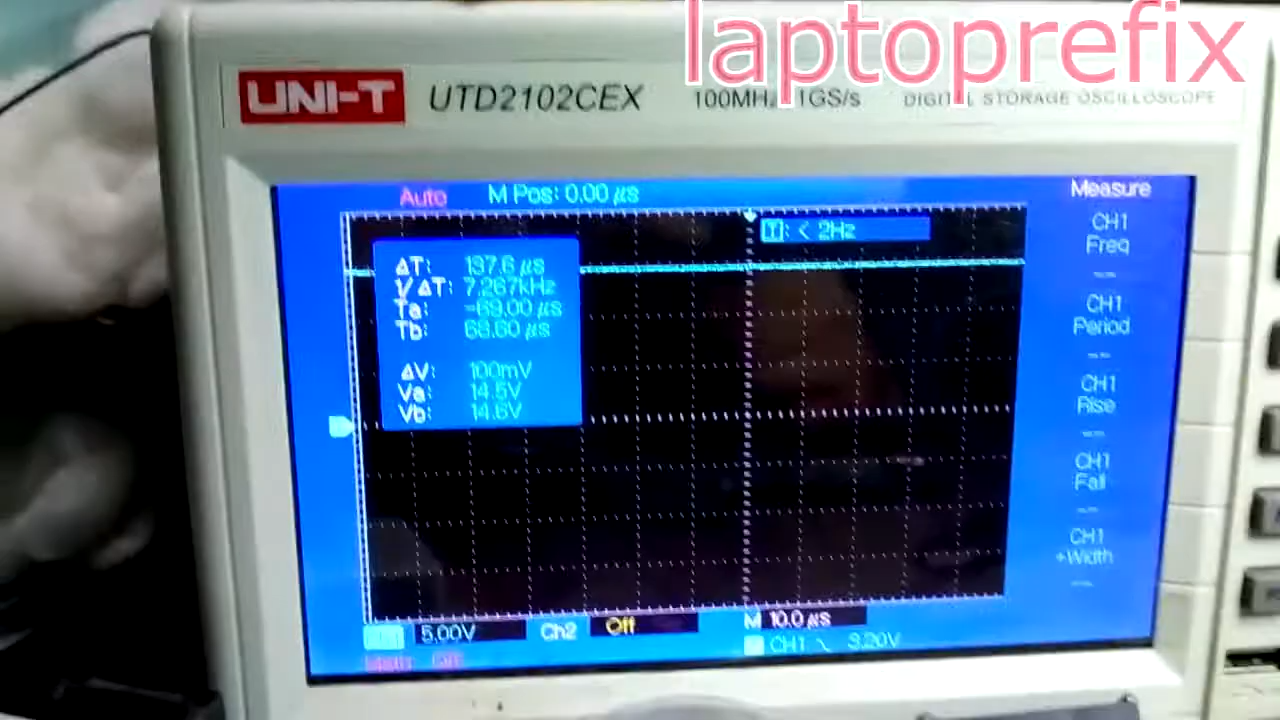 laptoprefix
UNI-T UTD2102CEX 100MHz 1GS/s DIGITAL STORAGE OSCILLOSCOPE
Auto M Pos: 0.00 μs Measure
T: < 2Hz
CH1
Freq
--
ΔT: 137.6 μs
1/ΔT: 7.267kHz
Ta: -69.00 μs
Tb: 68.60 μs
ΔV: 100mV
Va: 14.5V
Vb: 14.6V
CH1
Period
--
CH1
Rise
--
CH1
Fall
--
CH1
+Width
--
5.00V Ch2 Off M 10.0 μs
CH1 3.20V